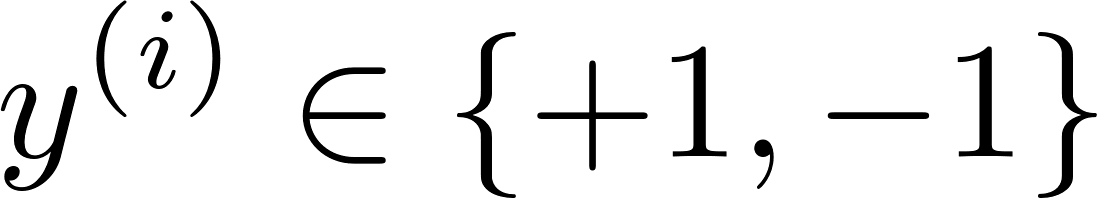 y^{(i)} ∈ {+1, −1}